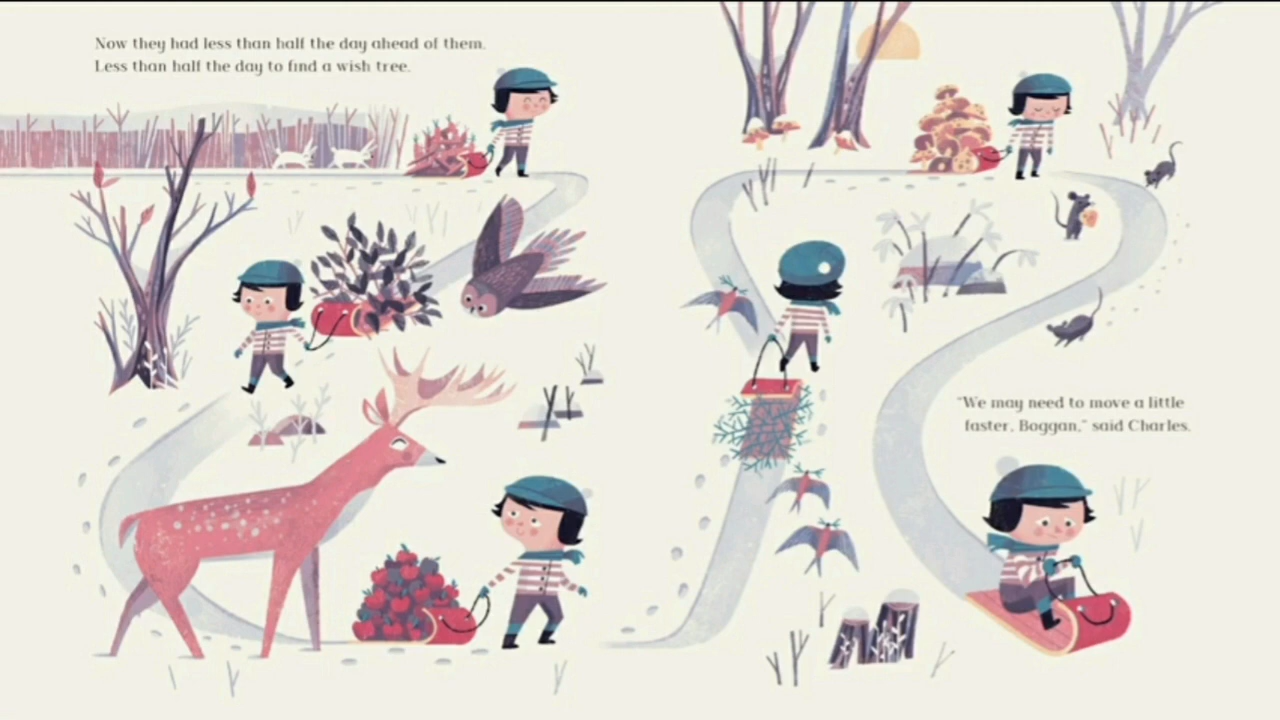 Now they had less than half the day ahead of them.
Less than half the day to find a wish tree.
"We may need to move a little
faster, Boggan," said Charles.